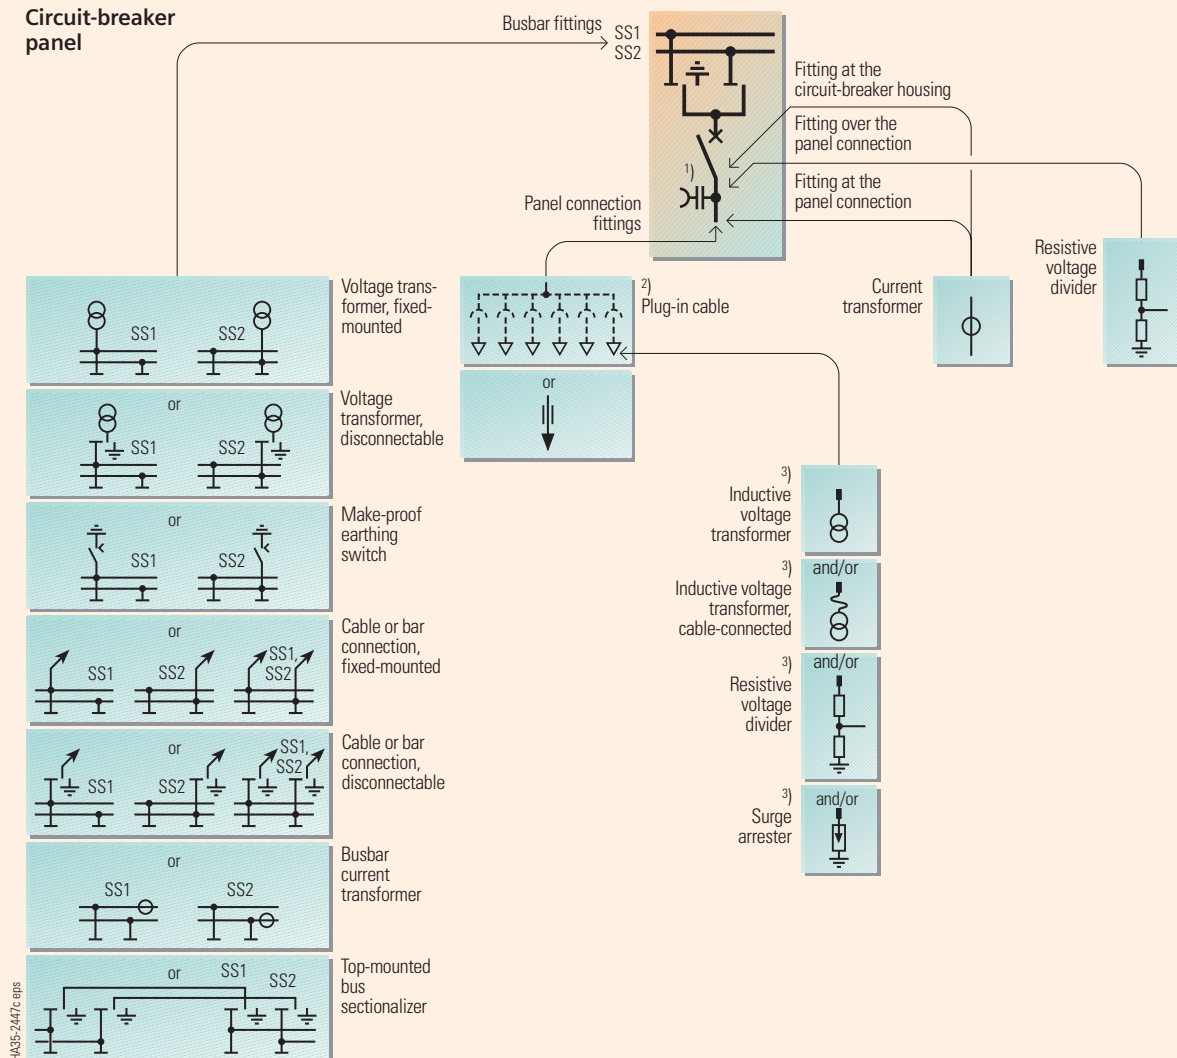 Circuit-breaker
panel
Busbar fittings
SS1
SS2
Fitting at the
circuit-breaker housing
Fitting over the
panel connection
Fitting at the
panel connection
1)
Panel connection
fittings
Voltage trans-
former, fixed-
mounted
SS1
SS2
2)
Plug-in cable
Current
transformer
Resistive
voltage
divider
or
SS1
SS2
Voltage
transformer,
disconnectable
or
or
SS1
SS2
Make-proof
earthing
switch
3)
Inductive
voltage
transformer
or
SS1
SS2
SS1,
SS2
Cable or bar
connection,
fixed-mounted
3)
and/or
Inductive voltage
transformer,
cable-connected
or
SS1
SS2
SS1,
SS2
Cable or bar
connection,
disconnectable
3)
and/or
Resistive
voltage
divider
or
SS1
SS2
Busbar
current
transformer
3)
and/or
Surge
arrester
or
SS1
SS2
Top-mounted
bus
sectionalizer
HA35-2447c eps